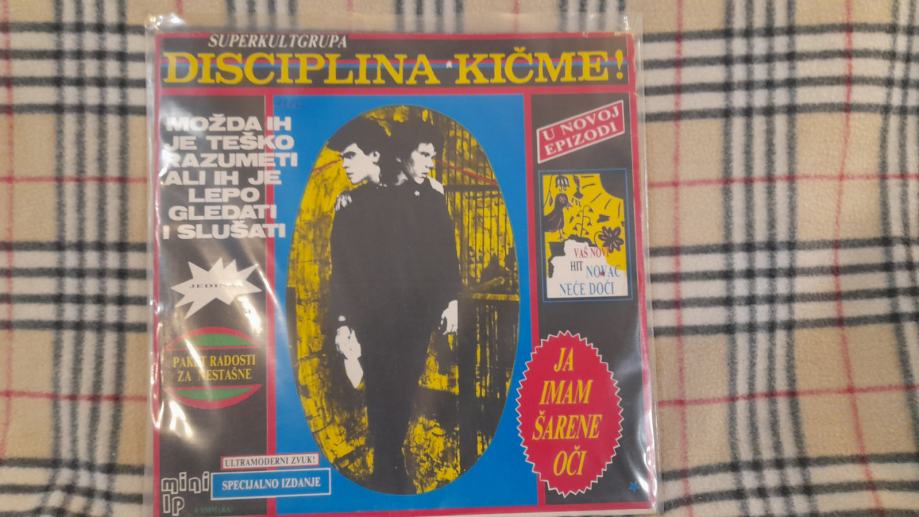 SUPERKULTGRUPA
DISCIPLINA KIČME!
MOŽDA IH
JE TEŠKO
RAZUMETI
ALI IH JE
LEPO
GLEDATI
I SLUŠATI
PAKET RADOSTI
ZA NESTAŠNE
mini
lp
ULTRAMODERNI ZVUK!
SPECIJALNO IZDANJE
U NOVOJ
EPIZODI
VAŠ NOVI
HIT NOVAC
NEĆE DOĆI
JA
IMAM
ŠARENE
OČI